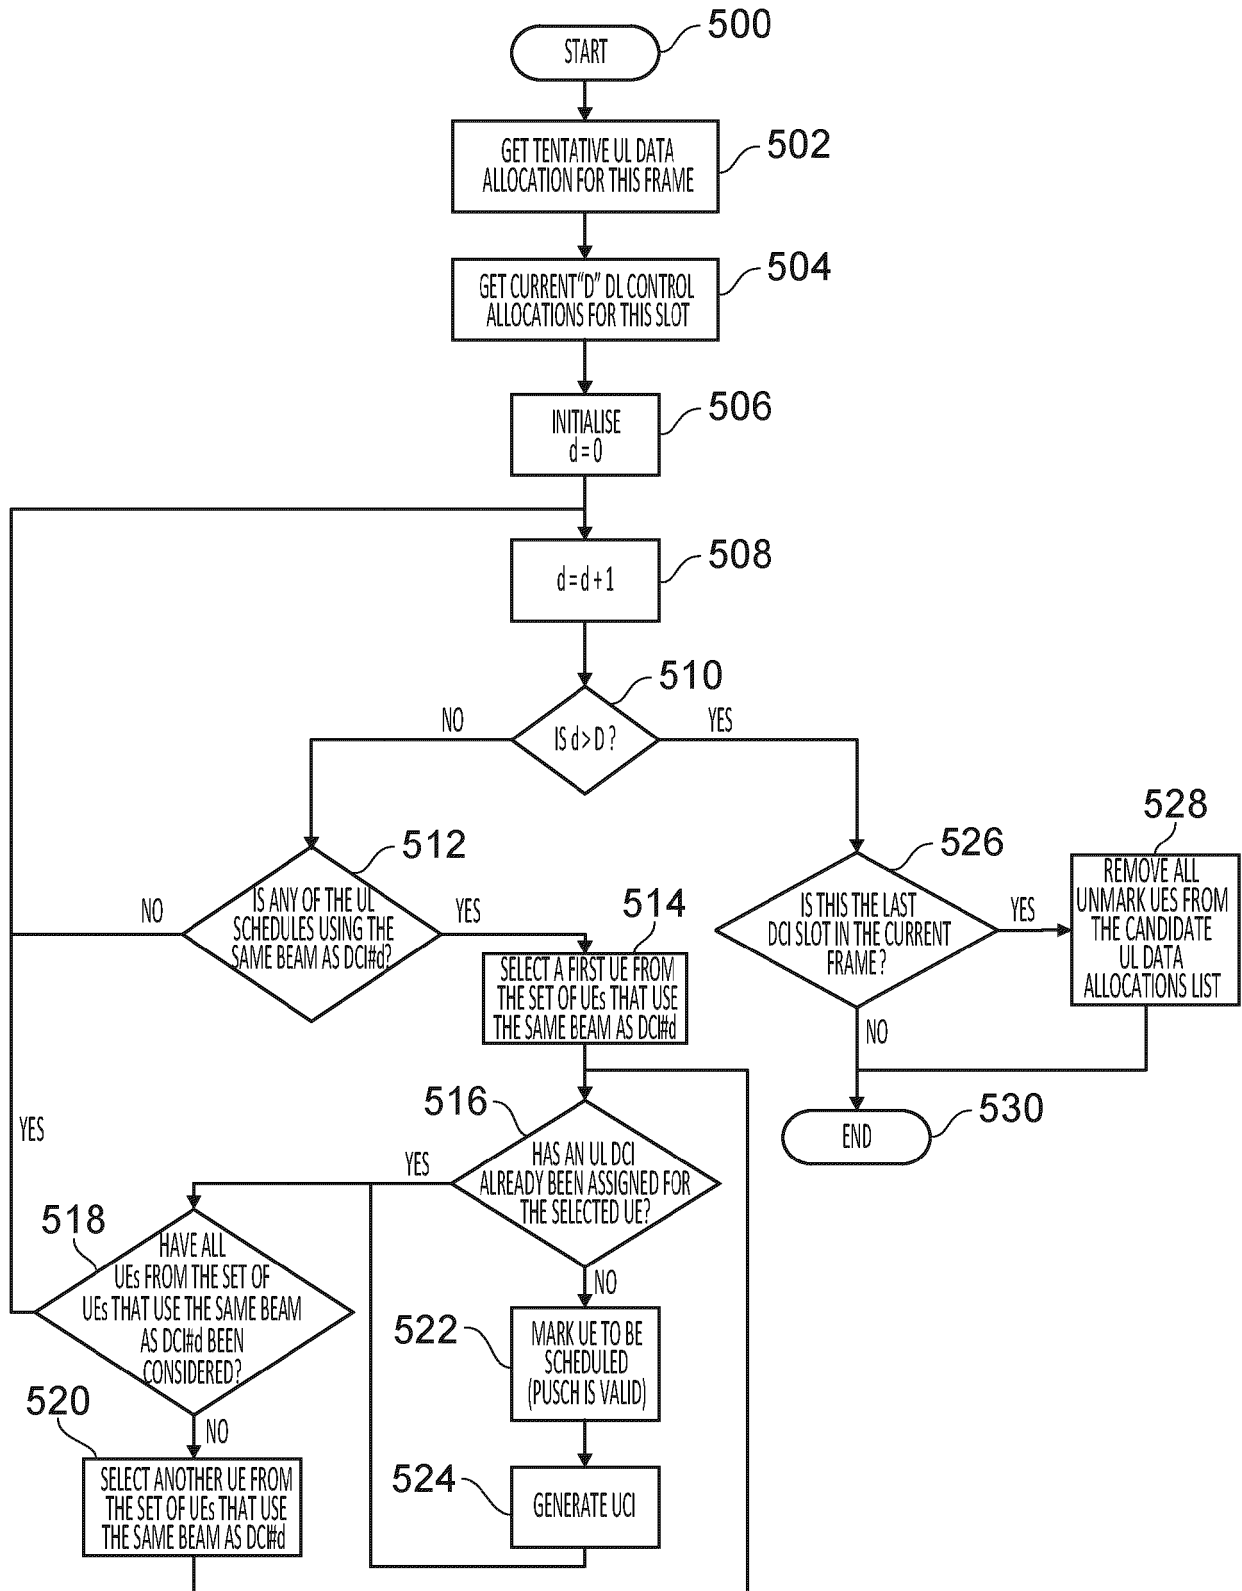 START
500
GET TENTATIVE UL DATA
ALLOCATION FOR THIS FRAME
502
GET CURRENT“D” DL CONTROL
ALLOCATIONS FOR THIS SLOT
504
INITIALISE
d = 0
506
d = d + 1
508
510
IS d > D ?
NO
YES
512
IS ANY OF THE UL
SCHEDULES USING THE
SAME BEAM AS DCI#d?
NO
YES
514
SELECT A FIRST UE FROM
THE SET OF UEs THAT USE
THE SAME BEAM AS DCI#d
526
IS THIS THE LAST
DCI SLOT IN THE CURRENT
FRAME?
YES
NO
528
REMOVE ALL
UNMARK UES FROM
THE CANDIDATE
UL DATA
ALLOCATIONS LIST
END
530
516
HAS AN UL DCI
ALREADY BEEN ASSIGNED FOR
THE SELECTED UE?
YES
NO
518
HAVE ALL
UEs FROM THE SET OF
UEs THAT USE THE SAME BEAM
AS DCI#d BEEN
CONSIDERED?
YES
NO
520
SELECT ANOTHER UE FROM
THE SET OF UEs THAT USE
THE SAME BEAM AS DCI#d
522
MARK UE TO BE
SCHEDULED
(PUSCH IS VALID)
524
GENERATE UCI